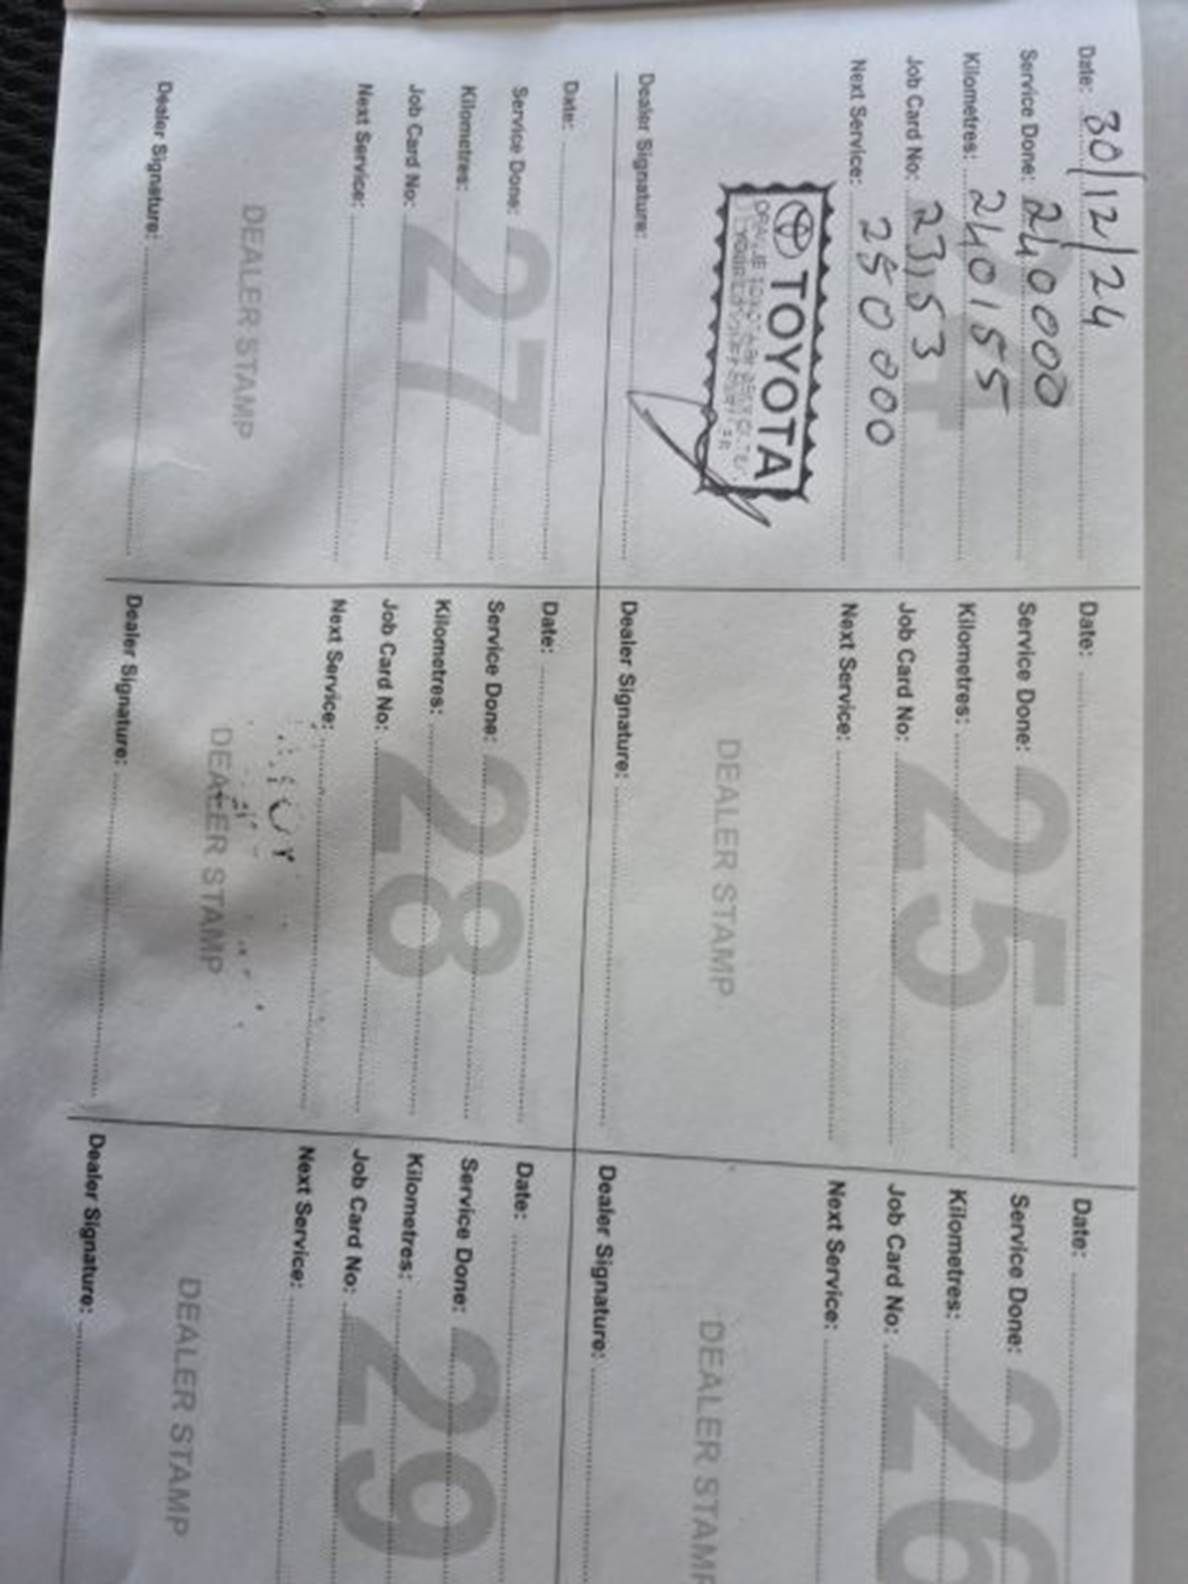 Date: 30/12/24
Service Done: 240000
Kilometres: 240155
Job Card No: 23153
Next Service: 250000
TOYOTA
Dealer Signature:
Date:
Service Done:
Kilometres:
Job Card No:
Next Service:
25
DEALER STAMP
Dealer Signature:
Date:
Service Done:
Kilometres:
Job Card No:
Next Service:
26
DEALER STAMP
Dealer Signature:
Date:
Service Done:
Kilometres:
Job Card No:
Next Service:
27
DEALER STAMP
Dealer Signature:
Date:
Service Done:
Kilometres:
Job Card No:
Next Service:
28
DEALER STAMP
Dealer Signature:
Date:
Service Done:
Kilometres:
Job Card No:
Next Service:
29
DEALER STAMP
Dealer Signature: